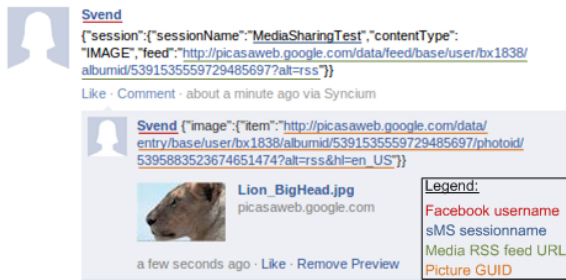 Svend
{"session":{"sessionName":"MediaSharingTest","contentType":
"IMAGE","feed":"http://picasaweb.google.com/data/feed/base/user/bx1838/
albumid/5391535559729485697?alt=rss"}}
Like · Comment · about a minute ago via Syncium
Svend {"image":{"item":"http://picasaweb.google.com/data/
entry/base/user/bx1838/albumid/5391535559729485697/photoid/
5395883523674651474?alt=rss&hl=en_US"}}
Lion_BigHead.jpg
picasaweb.google.com
a few seconds ago · Like · Remove Preview
Legend:
Facebook username
sMS sessionname
Media RSS feed URL
Picture GUID